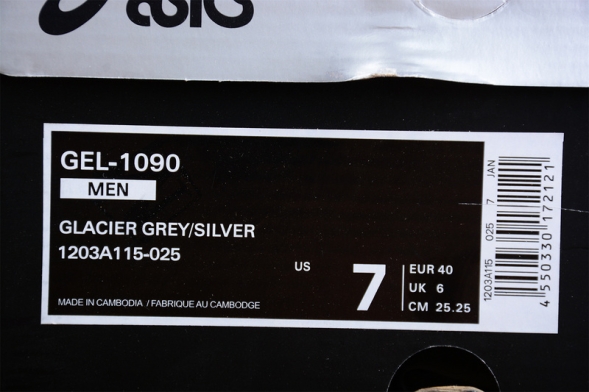 asics
GEL-1090
MEN
GLACIER GREY/SILVER
1203A115-025
US 7
EUR 40
UK 6
CM 25.25
MADE IN CAMBODIA / FABRIQUE AU CAMBODGE
1203A115 025 7 JAN
4 550330 172121